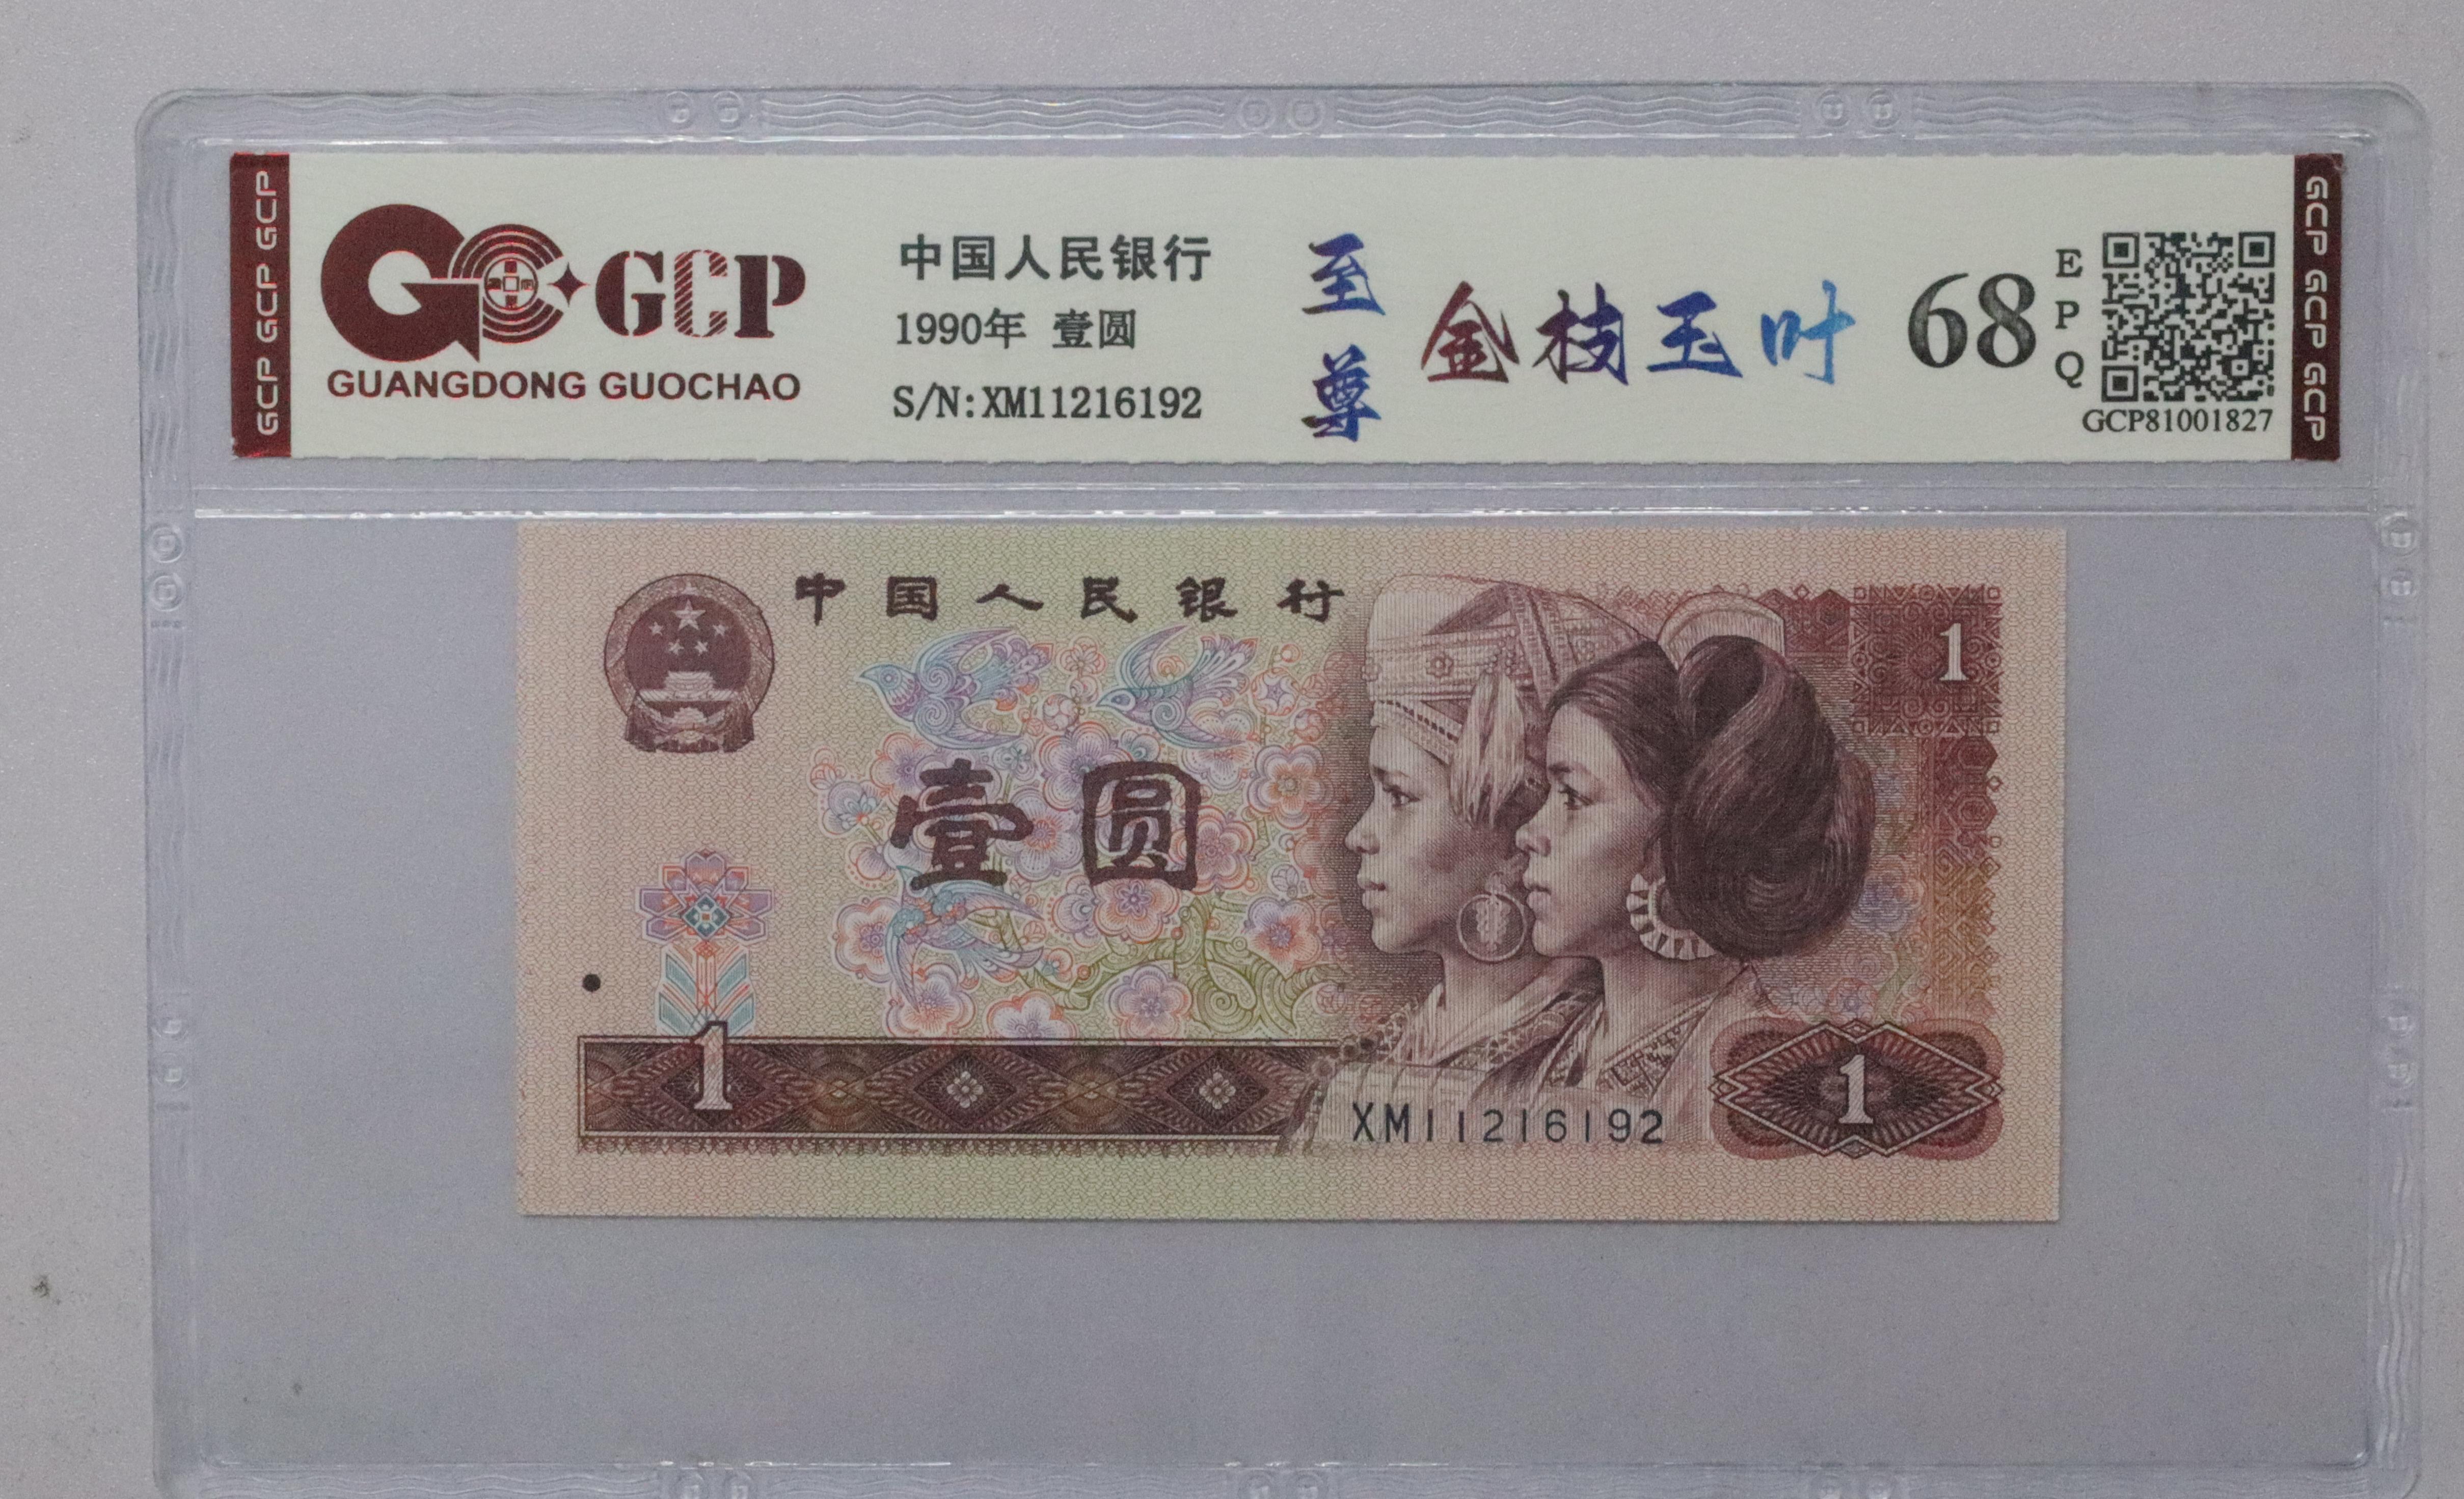 GCP GCP GCP
GCP
GUANGDONG GUOCHAO
中国人民银行
1990年 壹圆
S/N:XM11216192
至尊
金枝玉叶
68
EPQ
GCP81001827
GCP GCP GCP
中国人民银行
1
壹圆
1
1
XM11216192